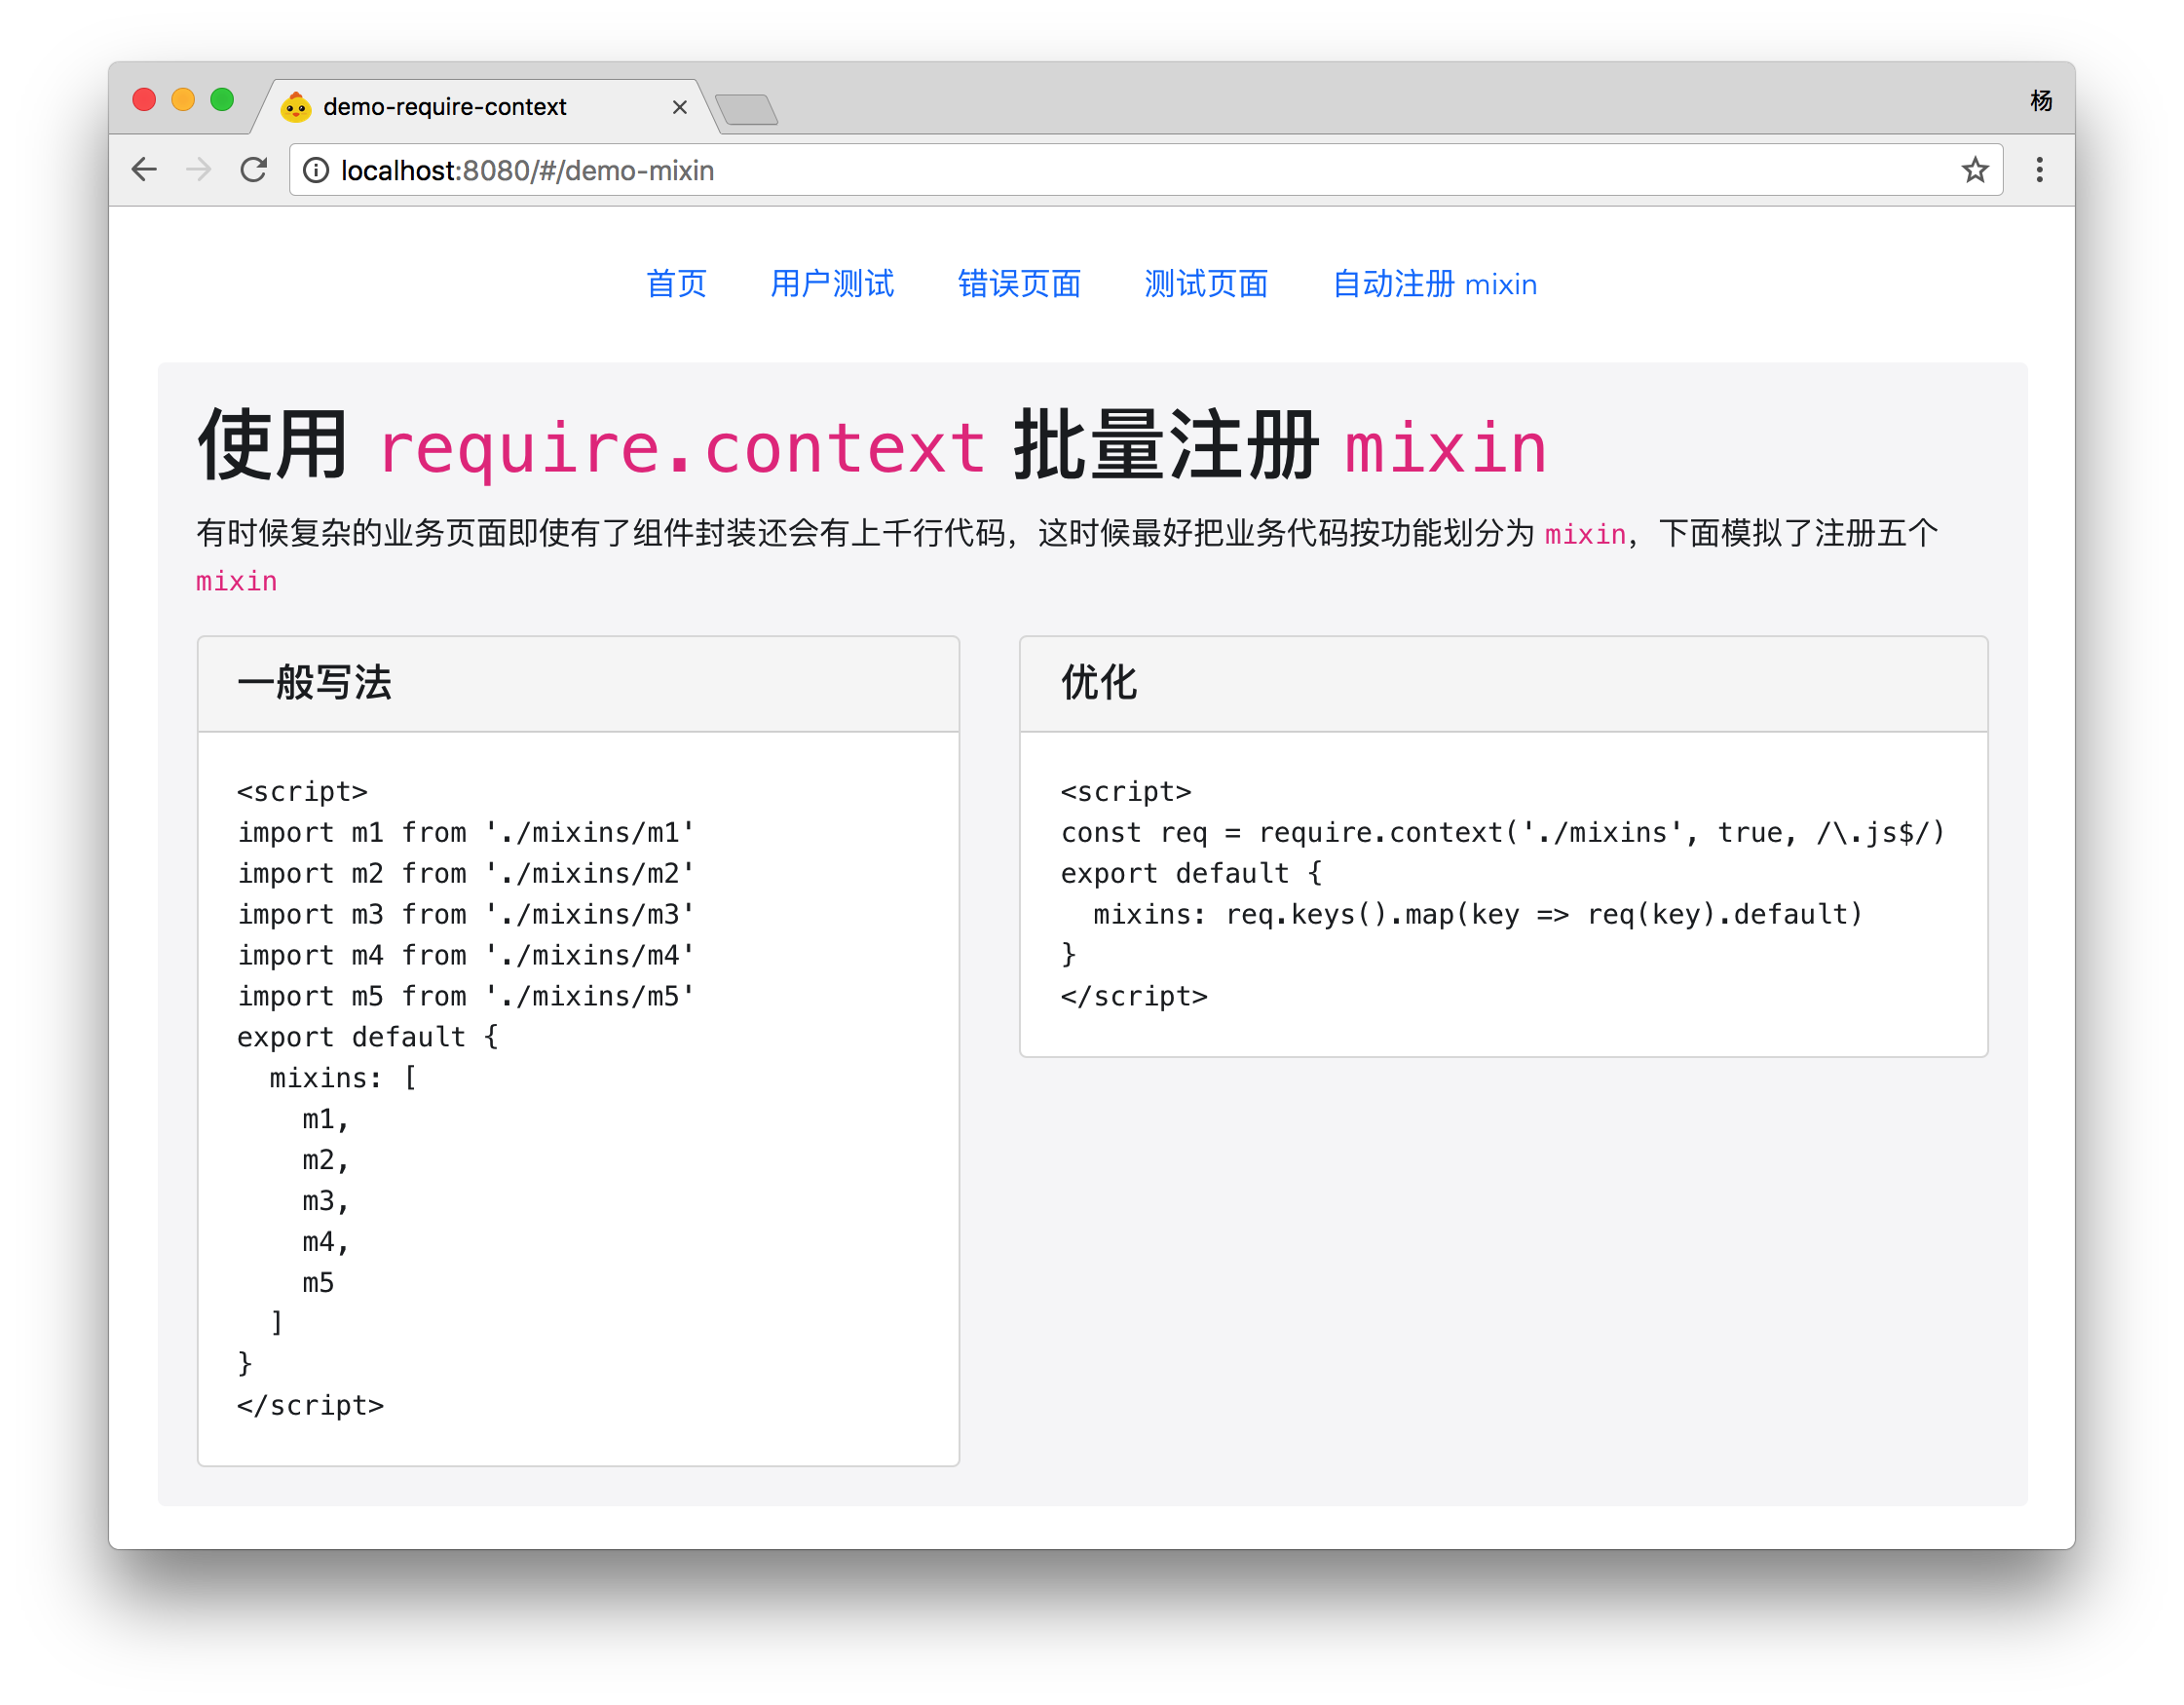 demo-require-context
杨
localhost:8080/#/demo-mixin
首页 用户测试 错误页面 测试页面 自动注册 mixin
使用 require.context 批量注册 mixin
有时候复杂的业务页面即使有了组件封装还会有上千行代码，这时候最好把业务代码按功能划分为 mixin，下面模拟了注册五个
mixin
一般写法
<script>
import m1 from './mixins/m1'
import m2 from './mixins/m2'
import m3 from './mixins/m3'
import m4 from './mixins/m4'
import m5 from './mixins/m5'
export default {
  mixins: [
    m1,
    m2,
    m3,
    m4,
    m5
  ]
}
</script>
优化
<script>
const req = require.context('./mixins', true, /\.js$/)
export default {
  mixins: req.keys().map(key => req(key).default)
}
</script>